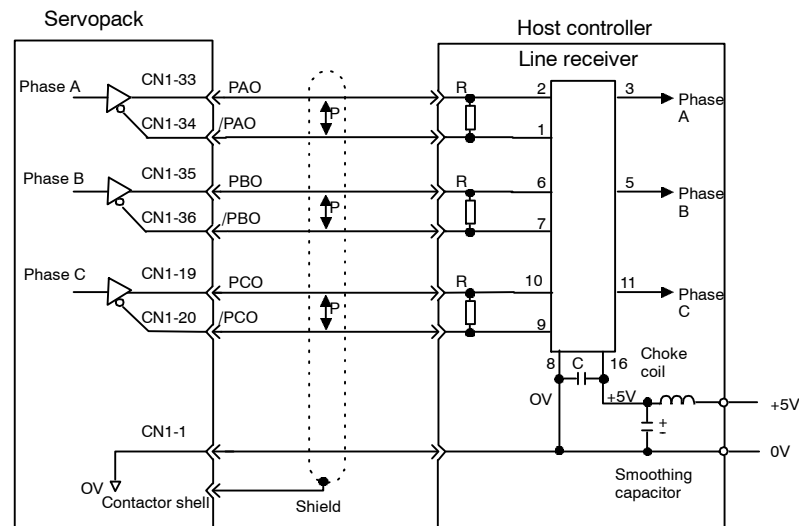 Servopack
Host controller
Line receiver
Phase A
CN1-33
PAO
P
R
2
3
Phase
A
CN1-34
/PAO
1
Phase B
CN1-35
PBO
P
R
6
5
Phase
B
CN1-36
/PBO
7
Phase C
CN1-19
PCO
P
R
10
11
Phase
C
CN1-20
/PCO
9
8
C
16
Choke
coil
OV
+5V
+5V
+
-
CN1-1
0V
OV
Contactor shell
Shield
Smoothing
capacitor